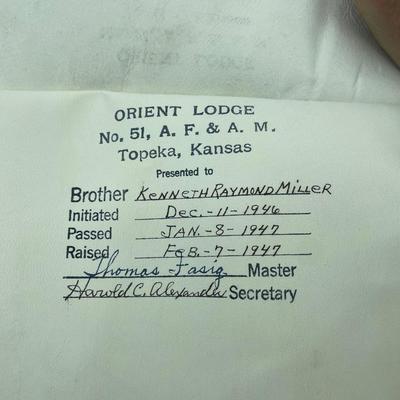 ORIENT LODGE
No. 51, A. F. & A. M.
Topeka, Kansas
Presented to
Brother KENNETH RAYMOND MILLER
Initiated DEC.-11-1946
Passed JAN.-8-1947
Raised FEB.-7-1947
Thomas Fasig Master
Harold C. Alexander Secretary